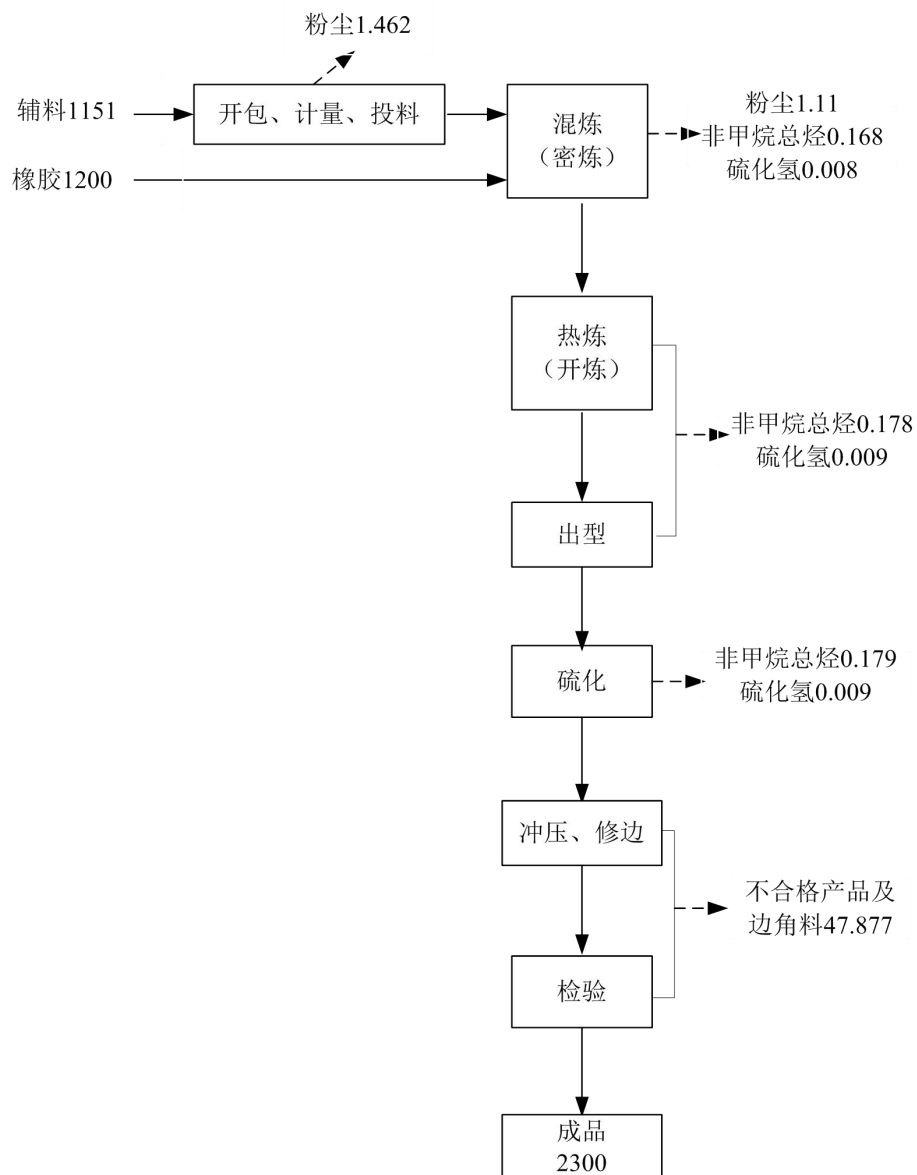 粉尘1.462
辅料1151
开包、计量、投料
混炼
（密炼）
粉尘1.11
非甲烷总烃0.168
硫化氢0.008
橡胶1200
热炼
（开炼）
非甲烷总烃0.178
硫化氢0.009
出型
硫化
非甲烷总烃0.179
硫化氢0.009
冲压、修边
不合格产品及
边角料47.877
检验
成品
2300